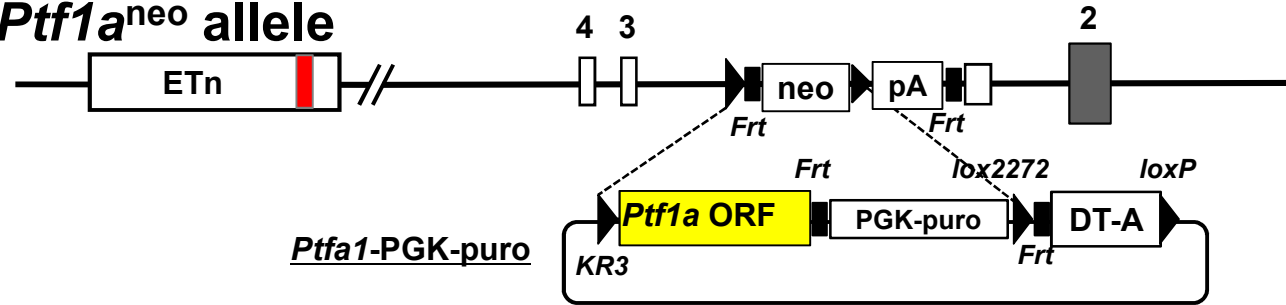 Ptf1aneo allele
4 3
2
ETn
neo
pA
Frt
Frt
Frt
lox2272
loxP
Ptf1a ORF
PGK-puro
DT-A
Ptfa1-PGK-puro
KR3
Frt